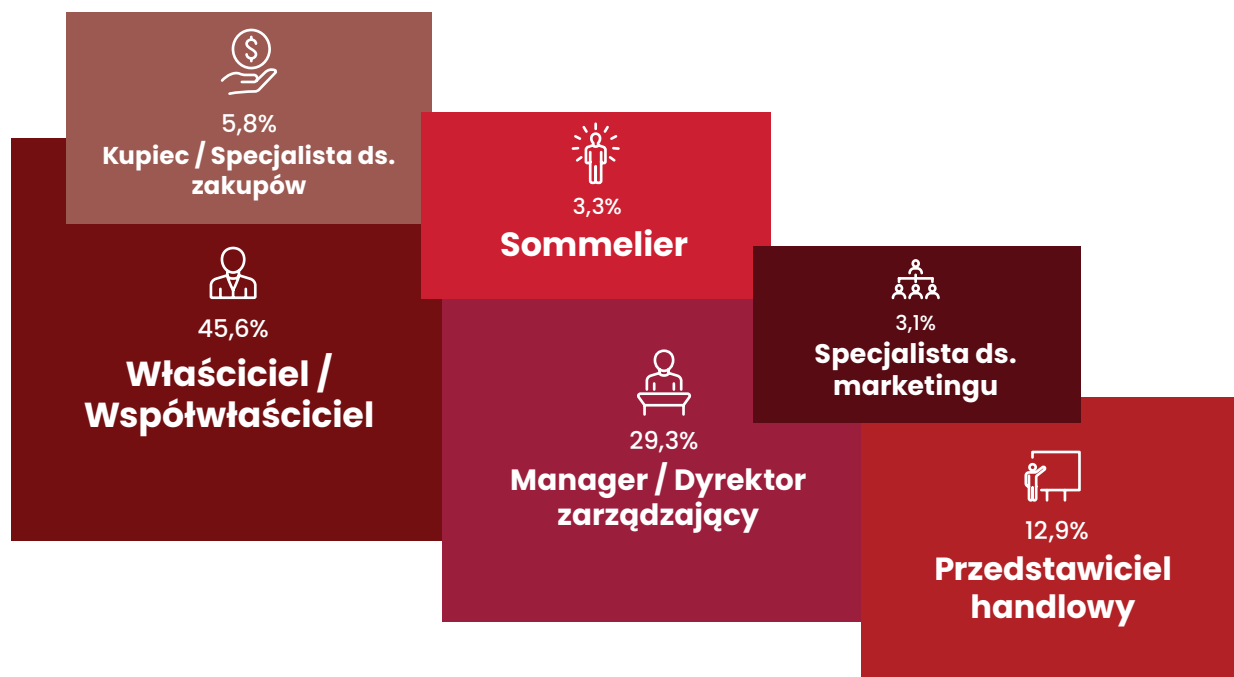 5,8%
Kupiec / Specjalista ds.
zakupów
3,3%
Sommelier
45,6%
Właściciel /
Współwłaściciel
3,1%
Specjalista ds.
marketingu
29,3%
Manager / Dyrektor
zarządzający
12,9%
Przedstawiciel
handlowy